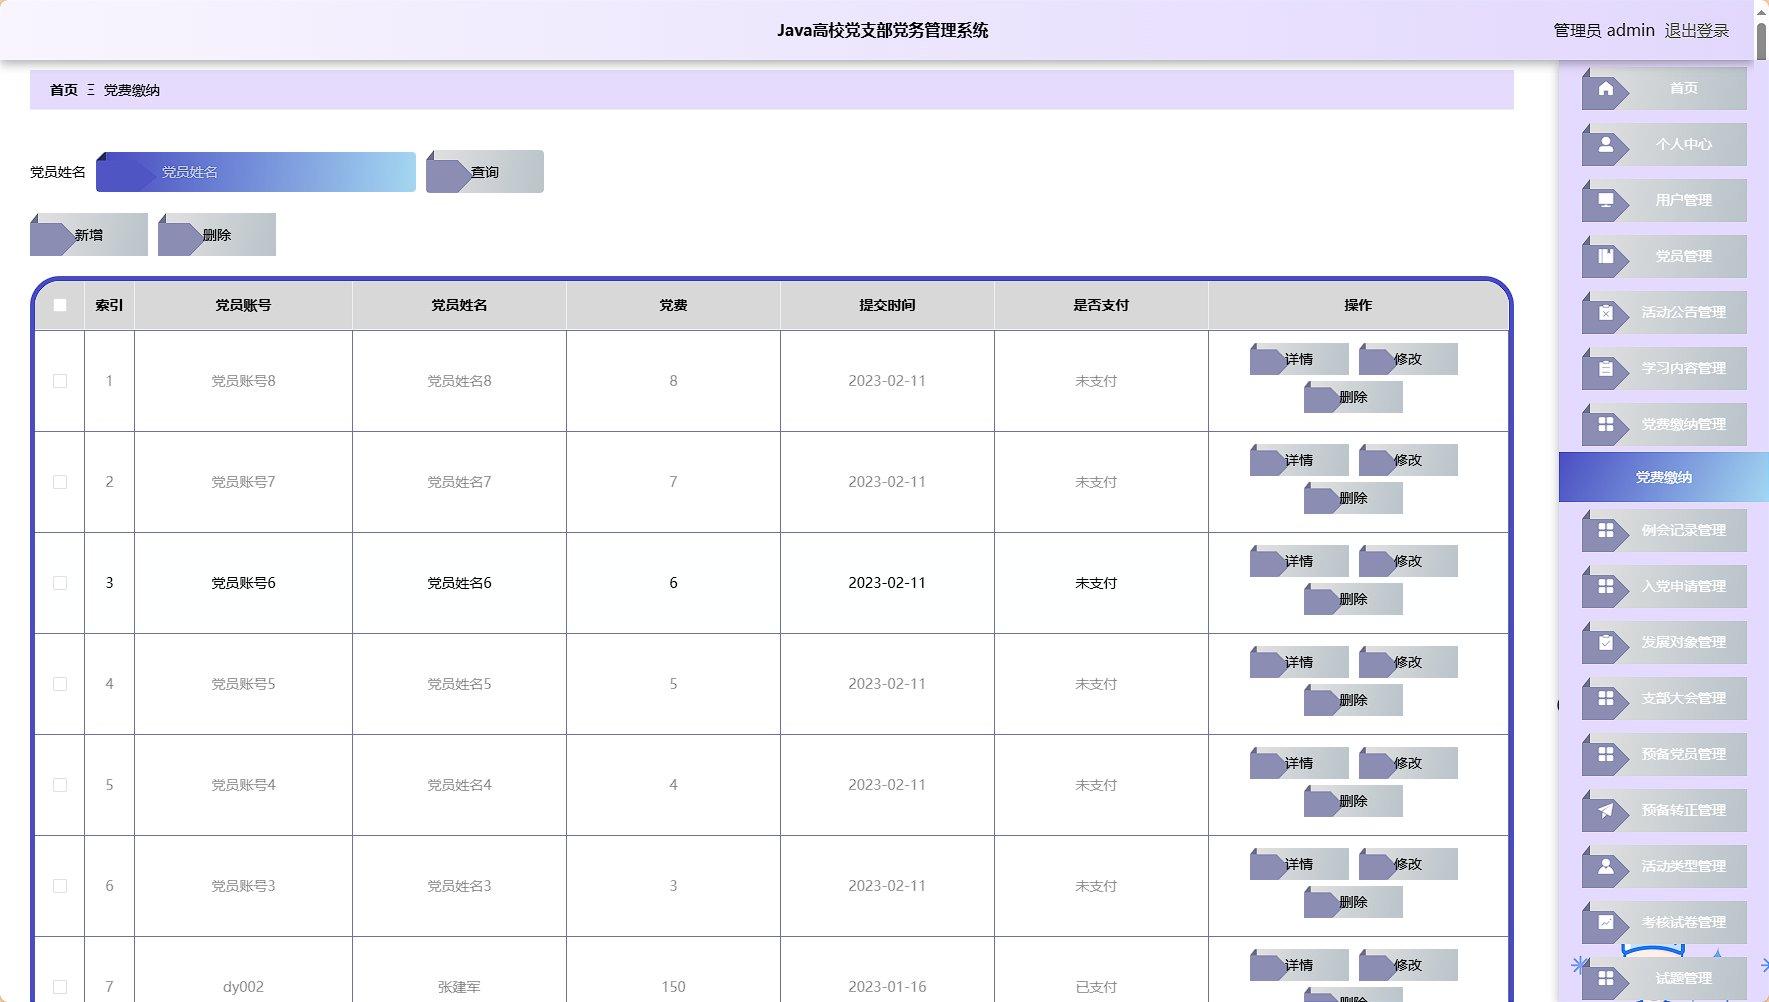 Java高校党支部党务管理系统
管理员 admin 退出登录
首页 Ξ 党费缴纳
党员姓名 党员姓名 查询
新增 删除
索引 党员账号 党员姓名 党费 提交时间 是否支付 操作
1 党员账号8 党员姓名8 8 2023-02-11 未支付 详情 修改
删除
2 党员账号7 党员姓名7 7 2023-02-11 未支付 详情 修改
删除
3 党员账号6 党员姓名6 6 2023-02-11 未支付 详情 修改
删除
4 党员账号5 党员姓名5 5 2023-02-11 未支付 详情 修改
删除
5 党员账号4 党员姓名4 4 2023-02-11 未支付 详情 修改
删除
6 党员账号3 党员姓名3 3 2023-02-11 未支付 详情 修改
删除
7 dy002 张建军 150 2023-01-16 已支付 详情 修改
删除
首页
个人中心
用户管理
党员管理
活动公告管理
学习内容管理
党费缴纳管理
党费缴纳
例会记录管理
入党申请管理
发展对象管理
支部大会管理
预备党员管理
预备转正管理
活动类型管理
考核试卷管理
试题管理